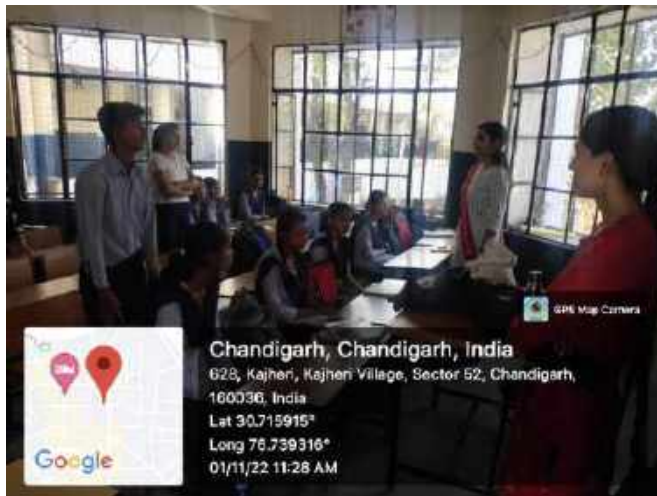 GPS Map Camera
Chandigarh, Chandigarh, India
628, Kajheri, Kajheri Village, Sector 52, Chandigarh,
160036, India
Lat 30.715915°
Long 76.739316°
01/11/22 11:28 AM
Google